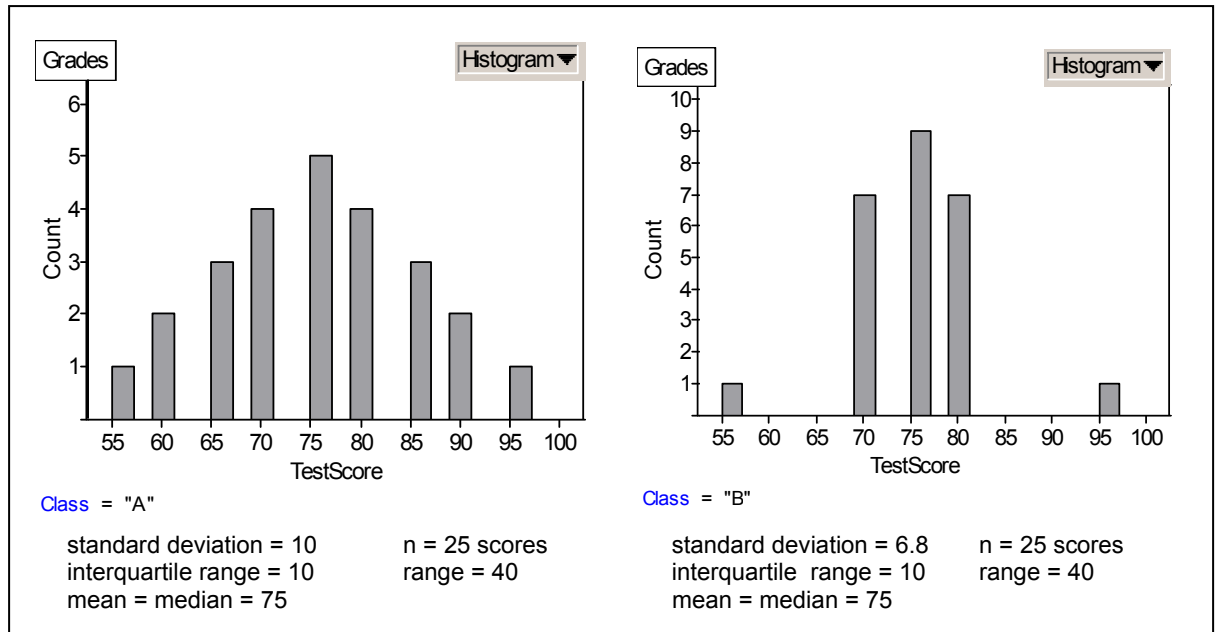 Grades
Histogram
6
5
4
3
2
1
Count
55 60 65 70 75 80 85 90 95 100
TestScore
Class = "A"
standard deviation = 10 n = 25 scores
interquartile range = 10 range = 40
mean = median = 75
Grades
Histogram
10
9
8
7
6
5
4
3
2
1
Count
55 60 65 70 75 80 85 90 95 100
TestScore
Class = "B"
standard deviation = 6.8 n = 25 scores
interquartile range = 10 range = 40
mean = median = 75